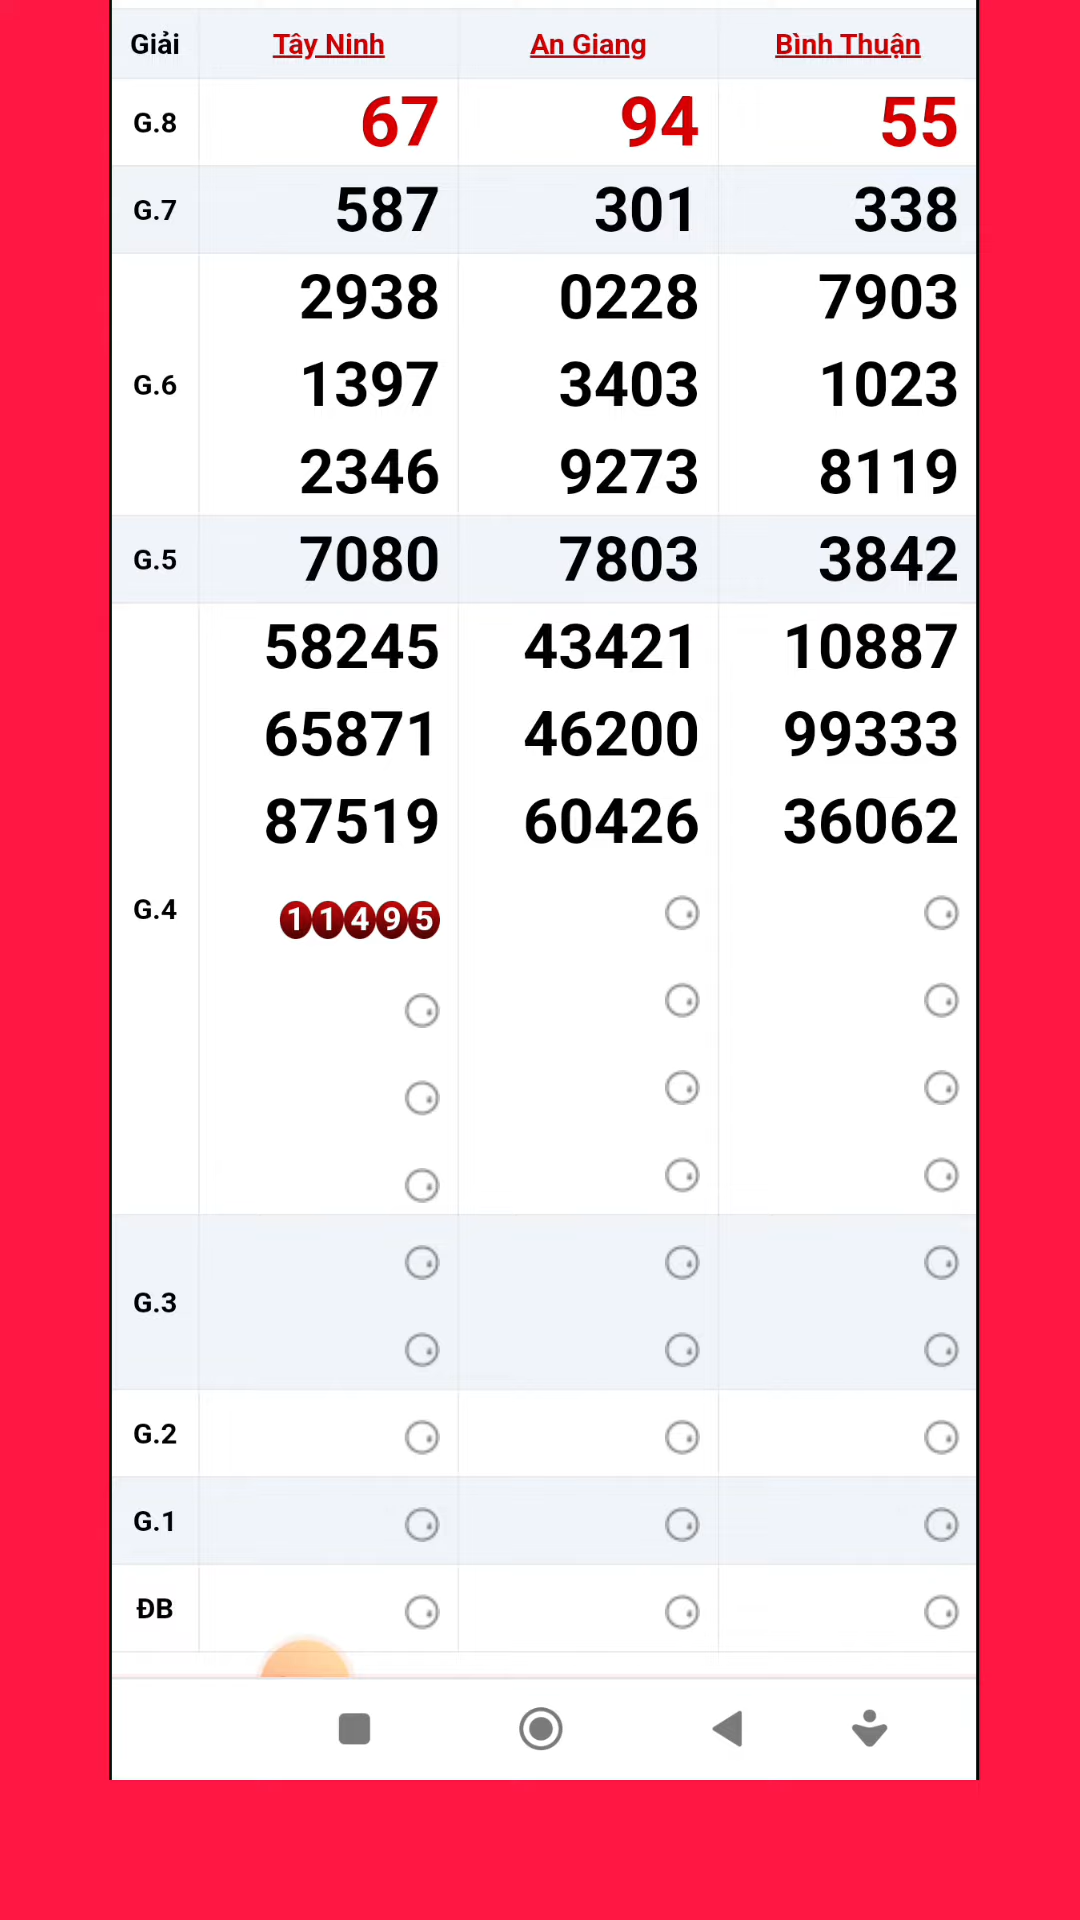 Giải Tây Ninh An Giang Bình Thuận
G.8 67 94 55
G.7 587 301 338
2938 0228 7903
G.6 1397 3403 1023
2346 9273 8119
G.5 7080 7803 3842
58245 43421 10887
65871 46200 99333
87519 60426 36062
G.4 11495
G.3
G.2
G.1
ĐB